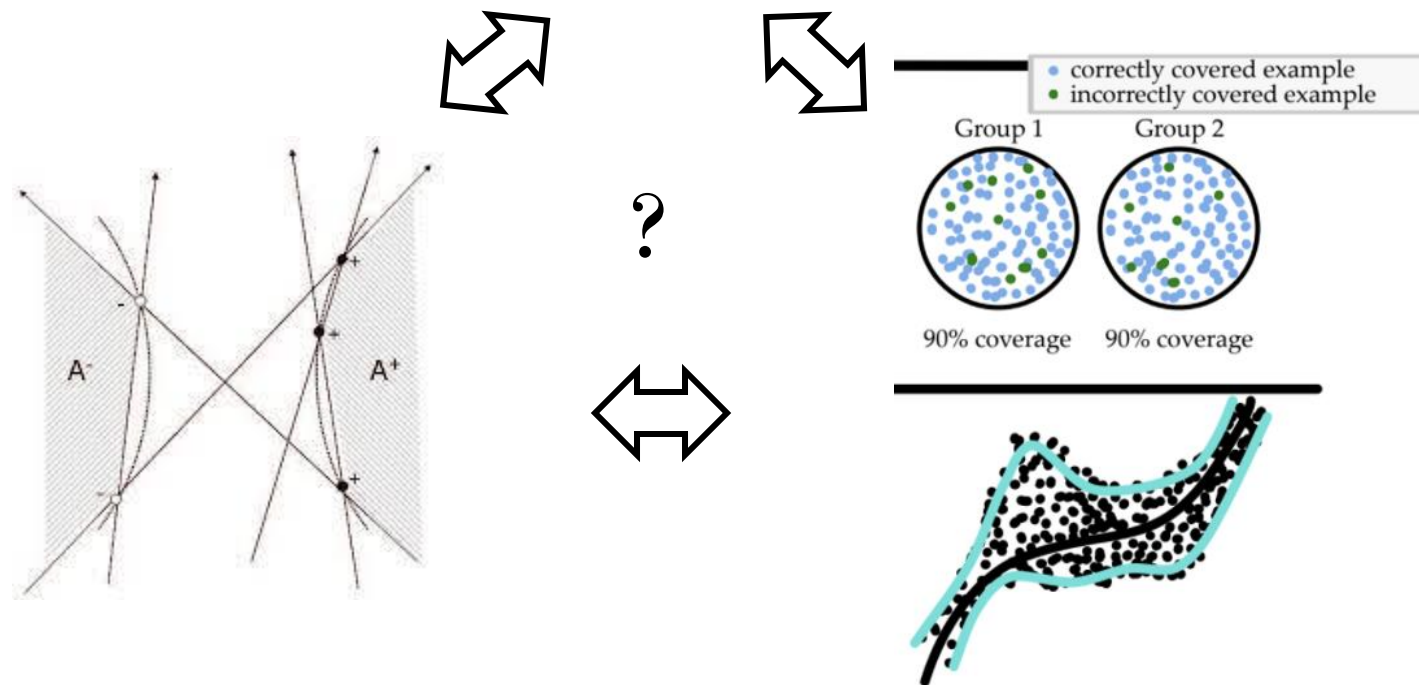 correctly covered example
incorrectly covered example
Group 1 Group 2
?
+
-
+
A- A+
90% coverage 90% coverage
+
-